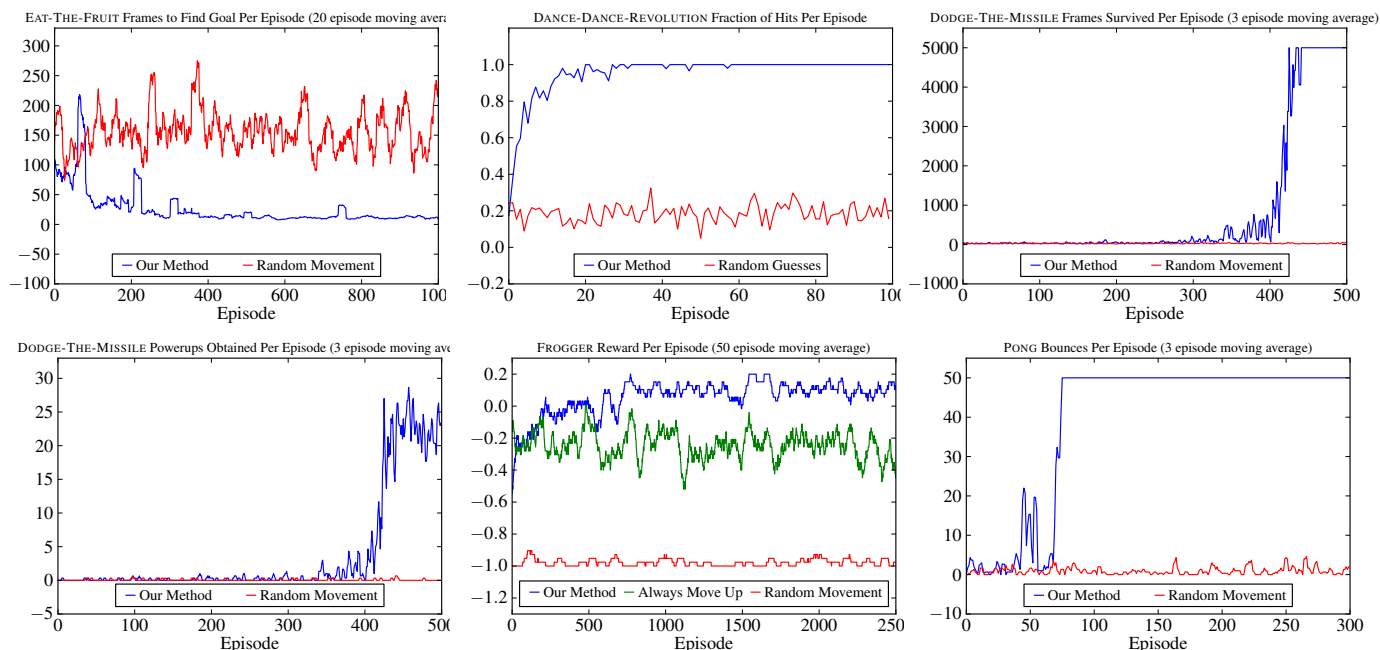 EAT-THE-FRUIT Frames to Find Goal Per Episode (20 episode moving avera
300
250
200
150
100
50
0
−50
−100
Our Method
Random Movement
0 200 400 600 800 100
Episode
DANCE-DANCE-REVOLUTION Fraction of Hits Per Episode
1.0
0.8
0.6
0.4
0.2
0.0
−0.2
Our Method
Random Guesses
0 20 40 60 80 10(
Episode
DODGE-THE-MISSILE Frames Survived Per Episode (3 episode moving average)
5000
4000
3000
2000
1000
0
−1000
Our Method
Random Movement
0 100 200 300 400 500
Episode
DODGE-THE-MISSILE Powerups Obtained Per Episode (3 episode moving ave
30
25
20
15
10
5
0
−5
Our Method
Random Movement
0 100 200 300 400 500
Episode
FROGGER Reward Per Episode (50 episode moving average)
0.2
0.0
−0.2
−0.4
−0.6
−0.8
−1.0
−1.2
Our Method
Always Move Up
Random Movement
0 500 1000 1500 2000 250
Episode
PONG Bounces Per Episode (3 episode moving average)
50
40
30
20
10
0
−10
Our Method
Random Movement
0 50 100 150 200 250 300
Episode